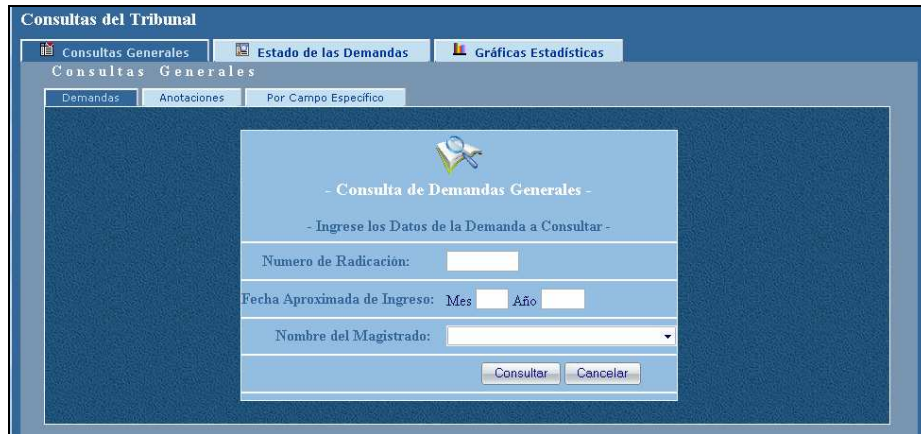 Consultas del Tribunal
Consultas Generales Estado de las Demandas Gráficas Estadísticas
Consultas Generales
Demandas Anotaciones Por Campo Específico
- Consulta de Demandas Generales -
- Ingrese los Datos de la Demanda a Consultar -
Numero de Radicación:
Fecha Aproximada de Ingreso: Mes Año
Nombre del Magistrado:
Consultar Cancelar